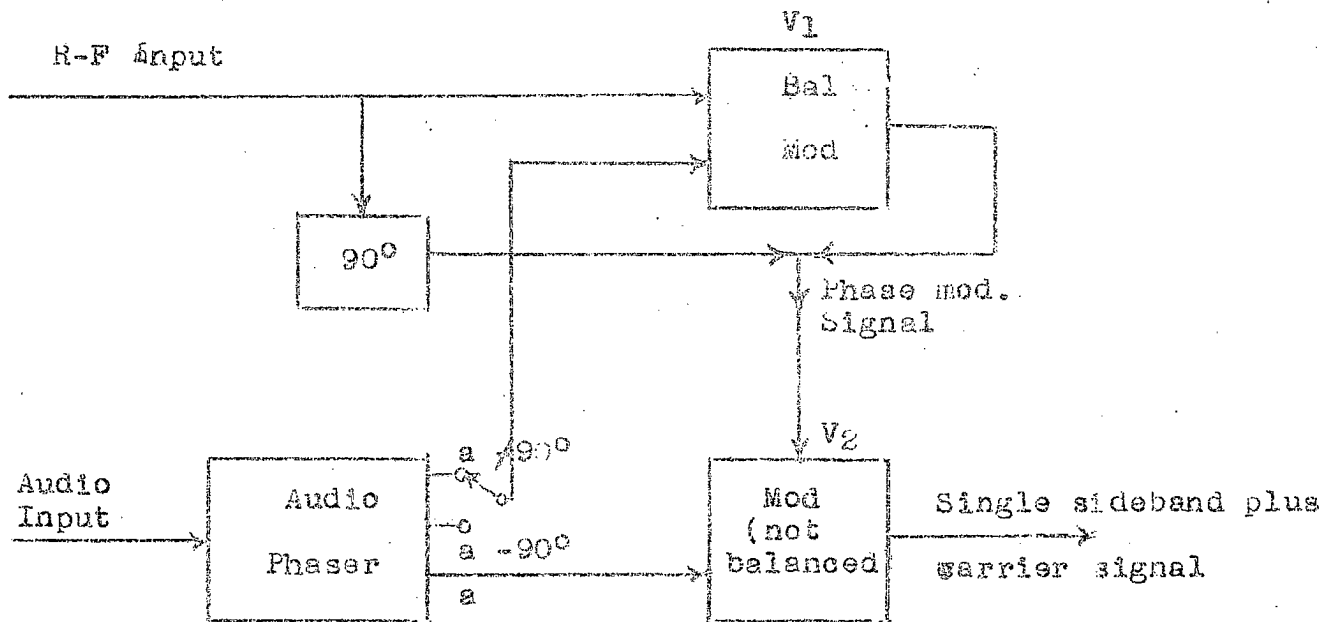 V1
R-F input
Bal
Mod
90°
Phase mod.
Signal
V2
a +90°
Audio
Input
Audio
Phaser
a -90°
a
Mod
(not
balanced
Single sideband plus
carrier signal